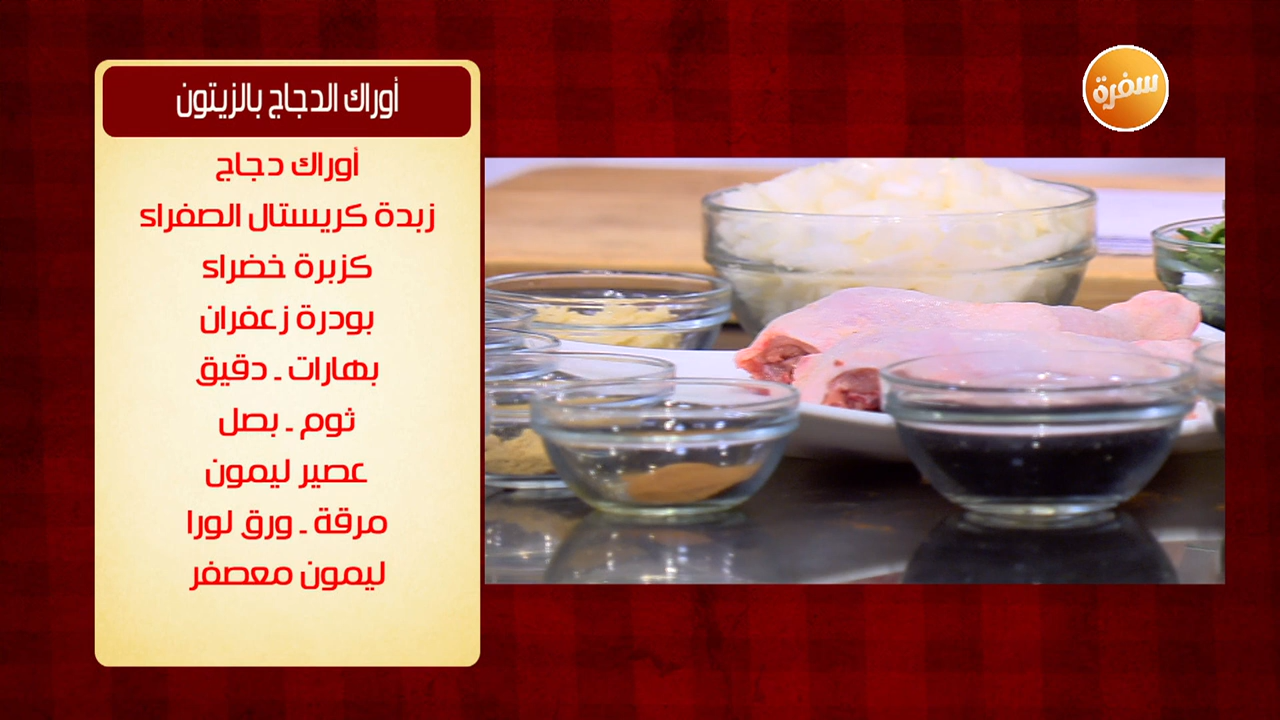 سفرة
أوراك الدجاج بالزيتون
أوراك دجاج
زبدة كريستال الصفراء
كزبرة خضراء
بودرة زعفران
بهارات ـ دقيق
ثوم ـ بصل
عصير ليمون
مرقة ـ ورق لورا
ليمون معصفر